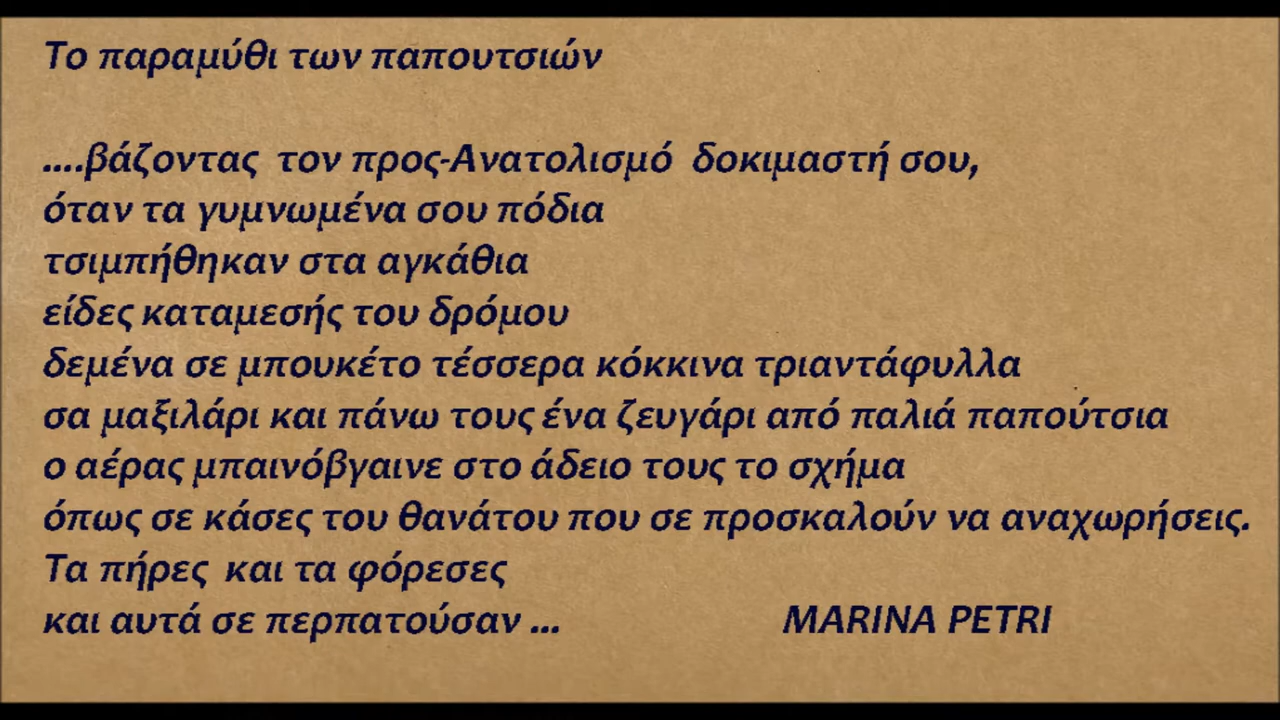 Το παραμύθι των παπουτσιών
....βάζοντας τον προς-Ανατολισμό δοκιμαστή σου,
όταν τα γυμνωμένα σου πόδια
τσιμπήθηκαν στα αγκάθια
είδες καταμεσής του δρόμου
δεμένα σε μπουκέτο τέσσερα κόκκινα τριαντάφυλλα
σα μαξιλάρι και πάνω τους ένα ζευγάρι από παλιά παπούτσια
ο αέρας μπαινόβγαινε στο άδειο τους το σχήμα
όπως σε κάσες του θανάτου που σε προσκαλούν να αναχωρήσεις.
Τα πήρες και τα φόρεσες
και αυτά σε περπατούσαν ... MARINA PETRI